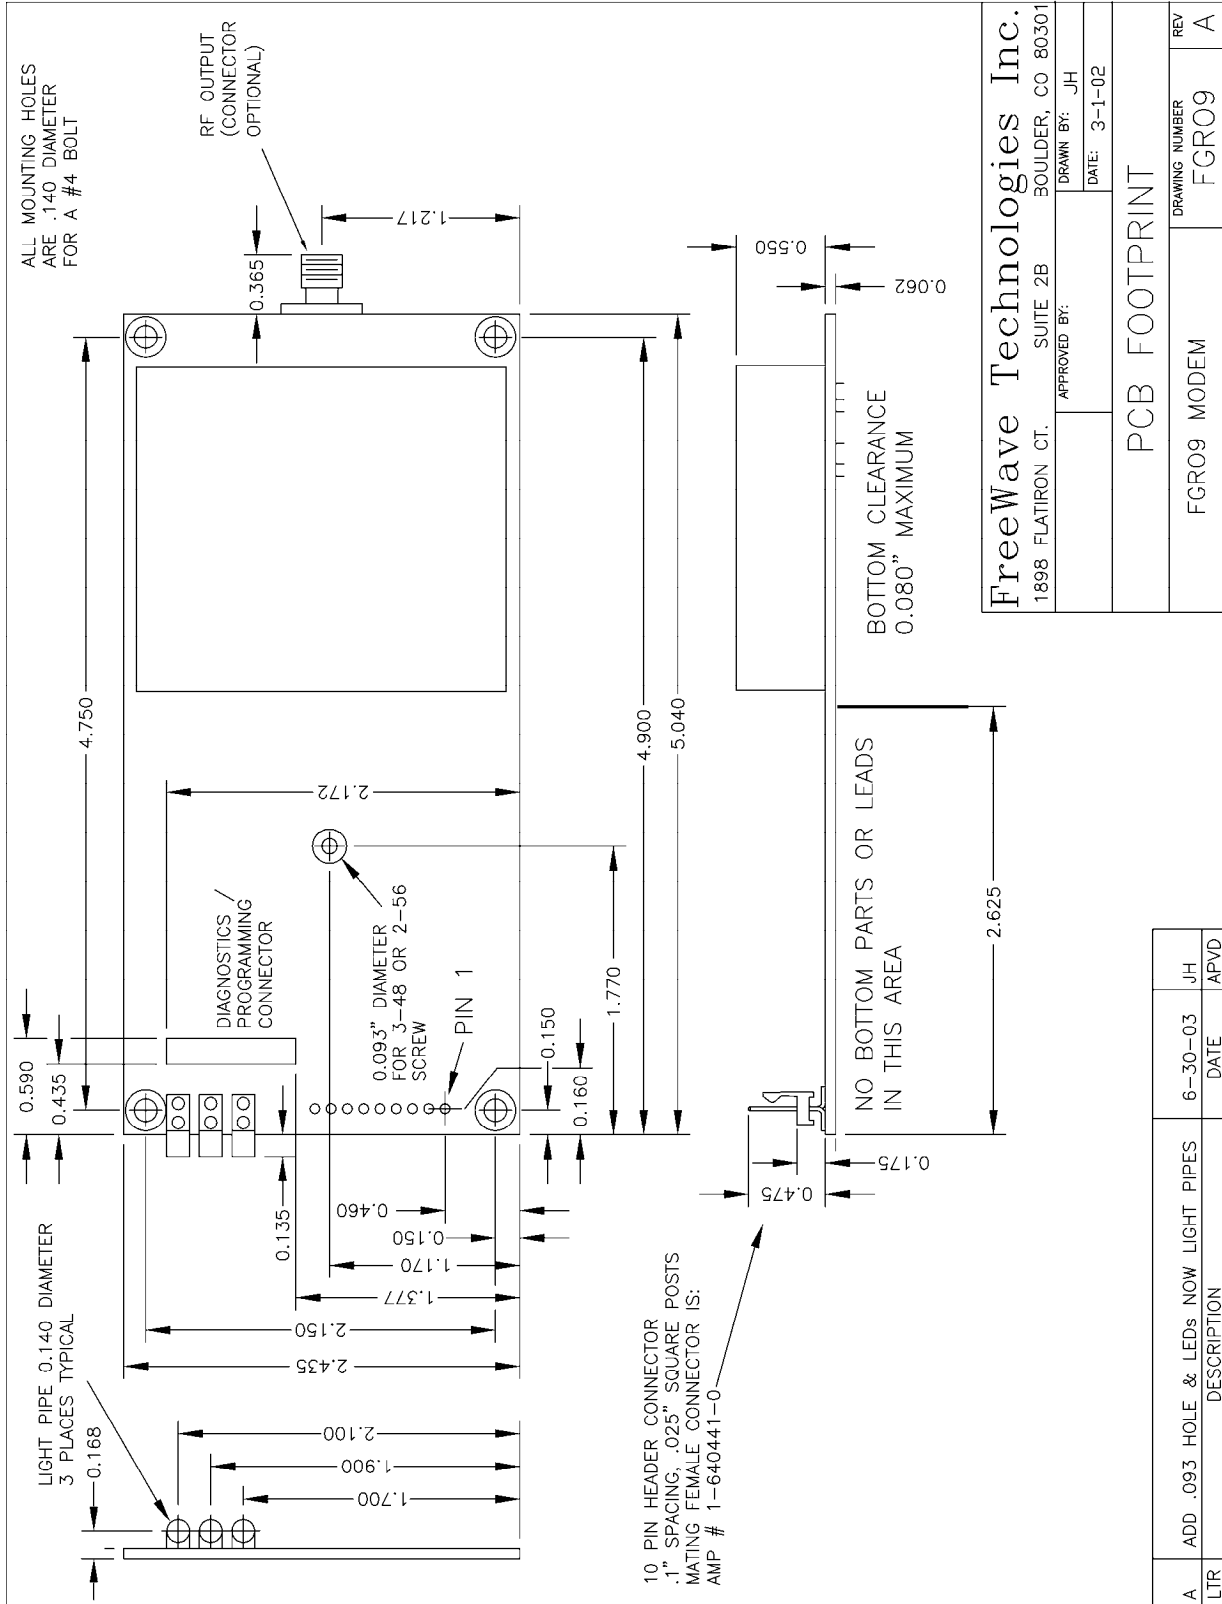 ALL MOUNTING HOLES
ARE .140 DIAMETER
FOR A #4 BOLT
RF OUTPUT
(CONNECTOR
OPTIONAL)
LIGHT PIPE 0.140 DIAMETER
3 PLACES TYPICAL
0.168
0.590
0.435
4.750
0.365
1.217
DIAGNOSTICS /
PROGRAMMING
CONNECTOR
2.172
0.093" DIAMETER
FOR 3-48 OR 2-56
SCREW
PIN 1
0.135
0.460
0.150
1.170
1.377
2.150
2.435
2.100
1.900
1.700
0.150
0.160
1.770
4.900
5.040
10 PIN HEADER CONNECTOR
.1" SPACING, .025" SQUARE POSTS
MATING FEMALE CONNECTOR IS:
AMP # 1-640441-0
0.475
0.175
0.550
0.062
NO BOTTOM PARTS OR LEADS
IN THIS AREA
BOTTOM CLEARANCE
0.080" MAXIMUM
2.625
FreeWave Technologies Inc.
1898 FLATIRON CT. SUITE 2B BOULDER, CO 80301
APPROVED BY:
DRAWN BY: JH
DATE: 3-1-02
PCB FOOTPRINT
FGRO9 MODEM
DRAWING NUMBER
FGRO9
REV
A
A ADD .093 HOLE & LEDs NOW LIGHT PIPES 6-30-03 JH
LTR DESCRIPTION DATE APVD